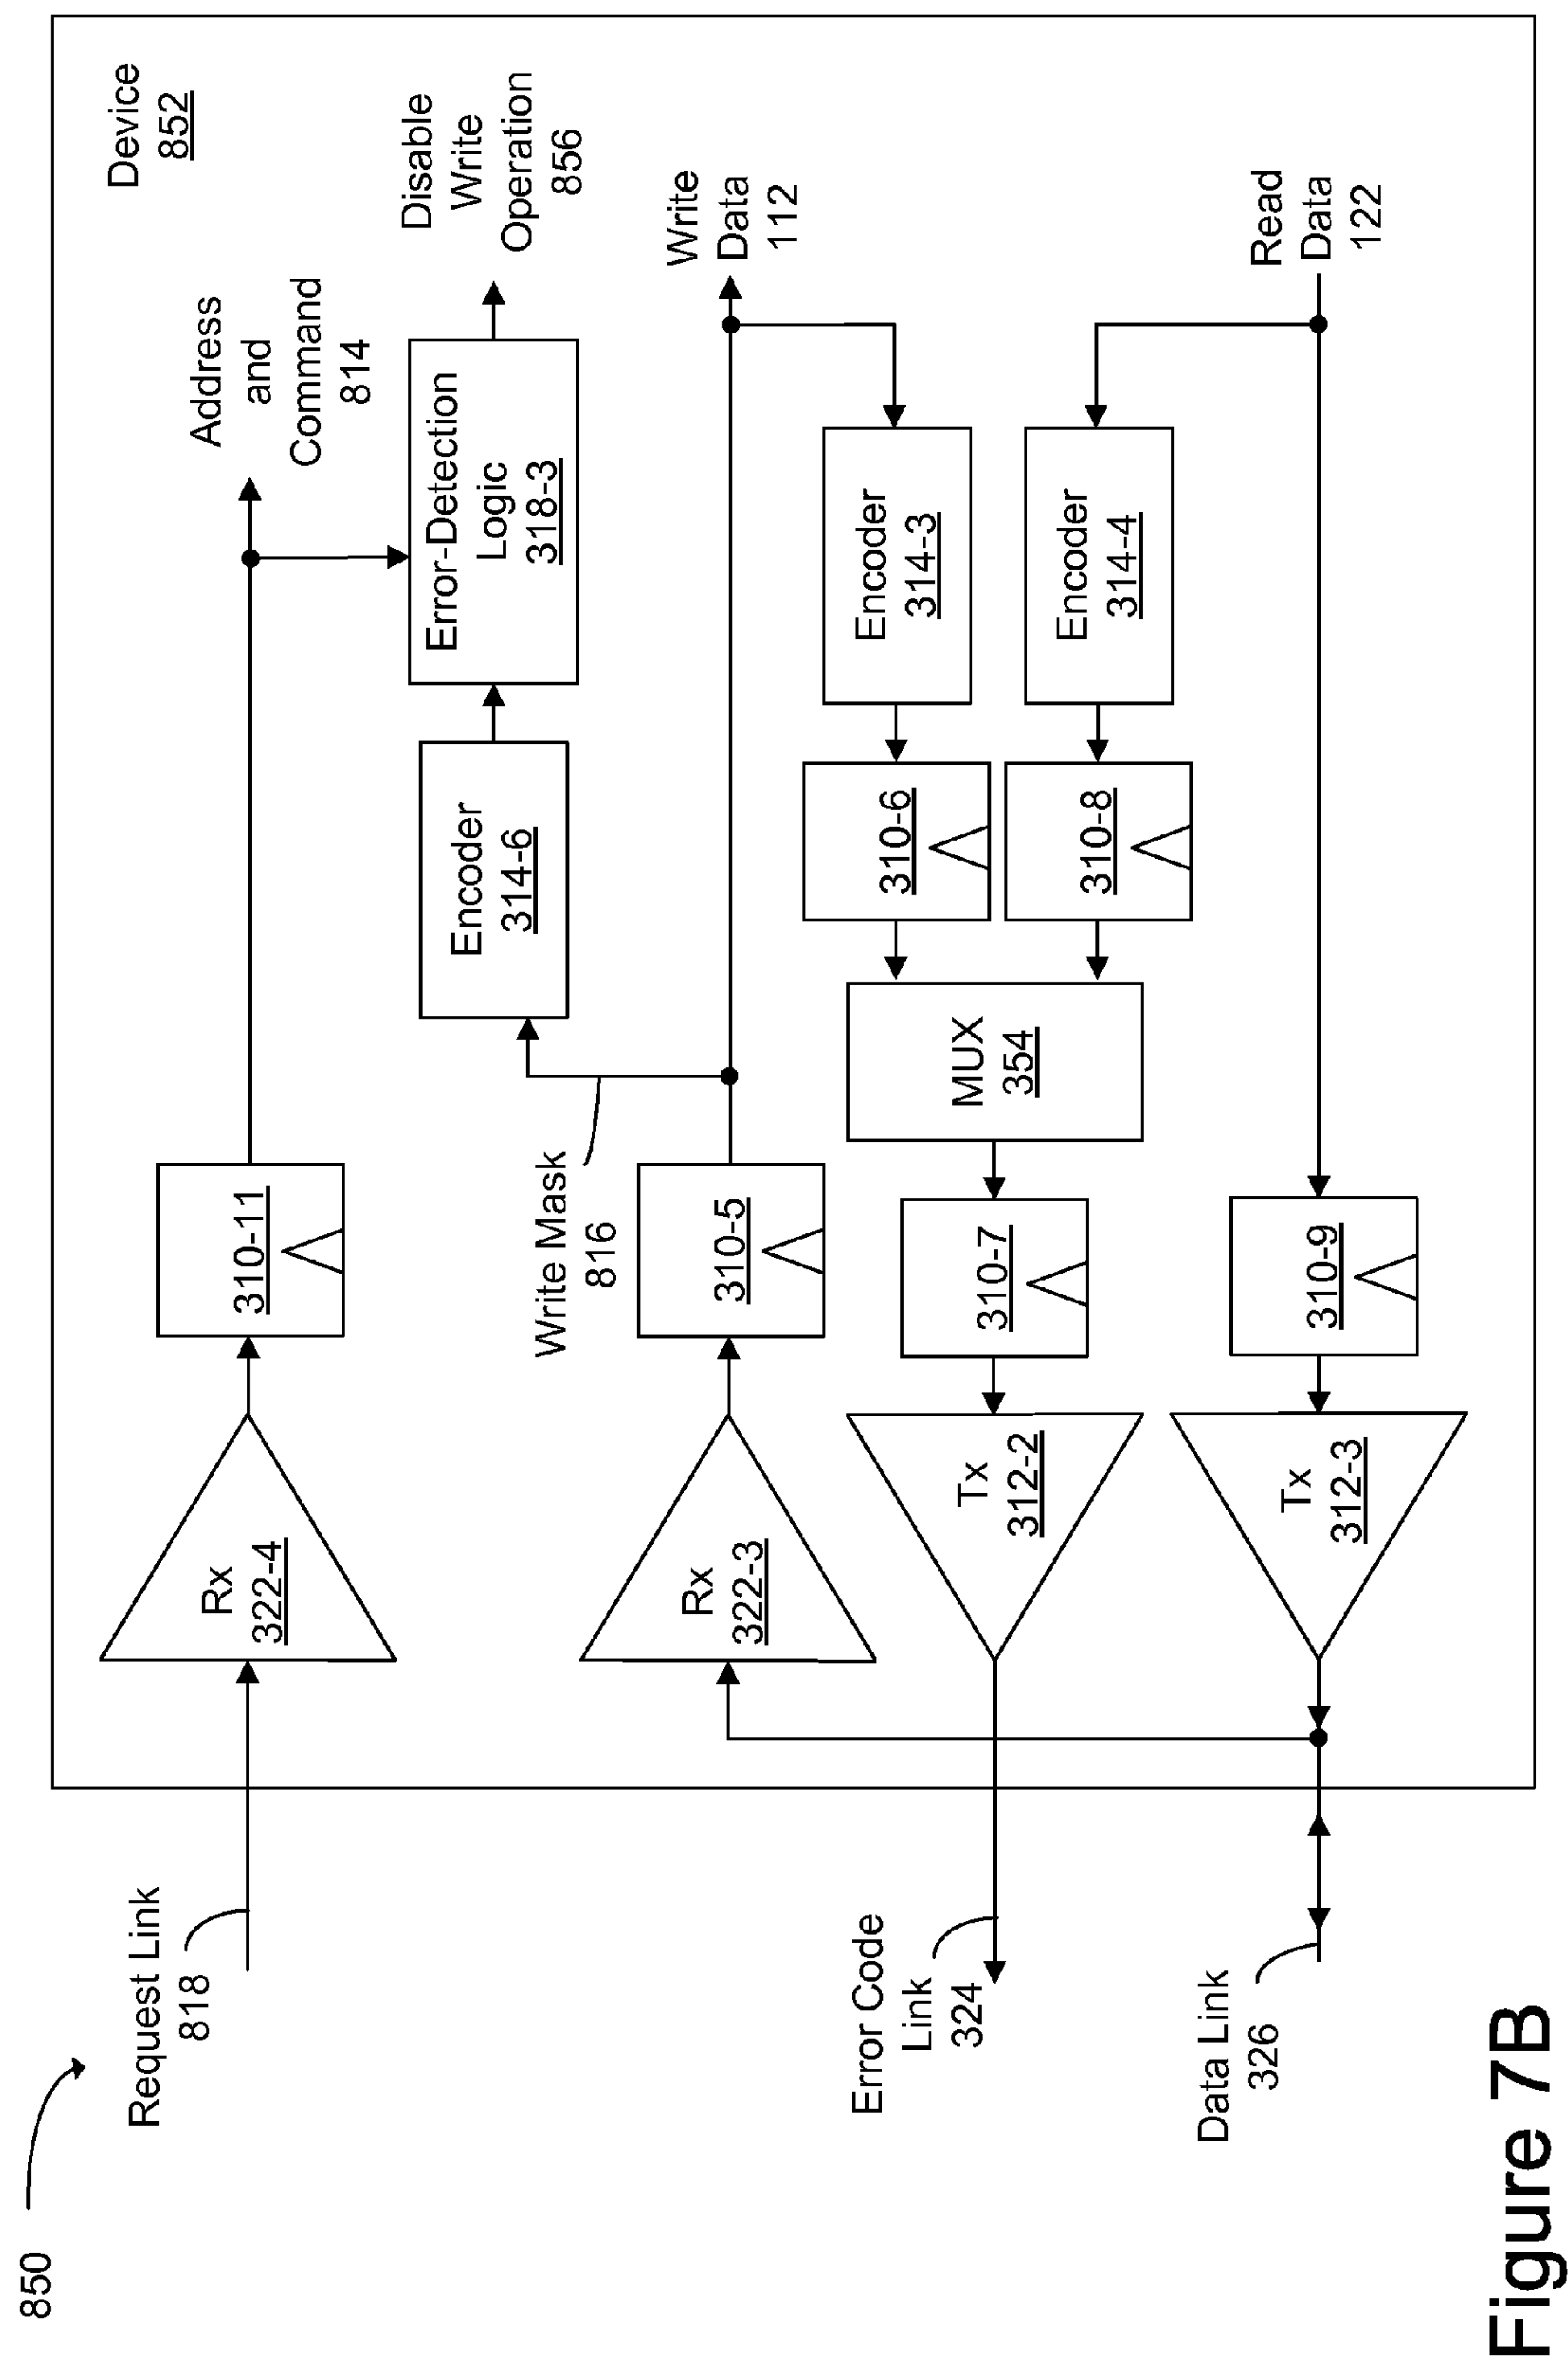 850
Device
852
Request Link
818
Rx
322-4
310-11
Address
and
Command
814
Write Mask
816
Encoder
314-6
Error-Detection
Logic
318-3
Disable
Write
Operation
856
Rx
322-3
310-5
Write
Data
112
Error Code
Link
324
Tx
312-2
310-7
MUX
354
310-6
Encoder
314-3
310-8
Encoder
314-4
Data Link
326
Tx
312-3
310-9
Read
Data
122
Figure 7B